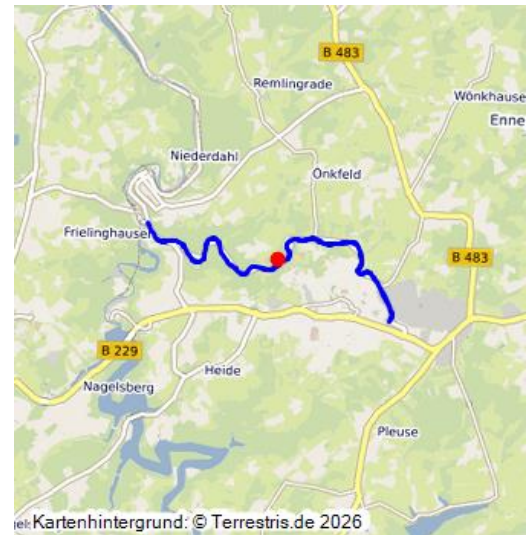 B 483
Remlingrade
Wönkhause
Enne
Niederdahl
Önkfeld
Frielinghausen
B 483
B 229
Heide
Nagelsberg
Pleuse
Kartenhintergrund: © Terrestris.de 2026